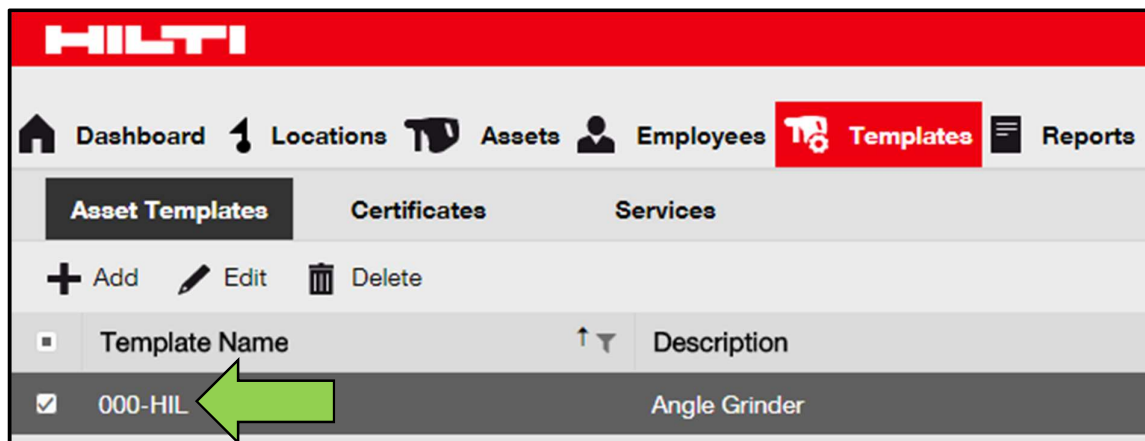 HILTI
Dashboard Locations Assets Employees Templates Reports
Asset Templates Certificates Services
Add Edit Delete
Template Name Description
000-HIL Angle Grinder